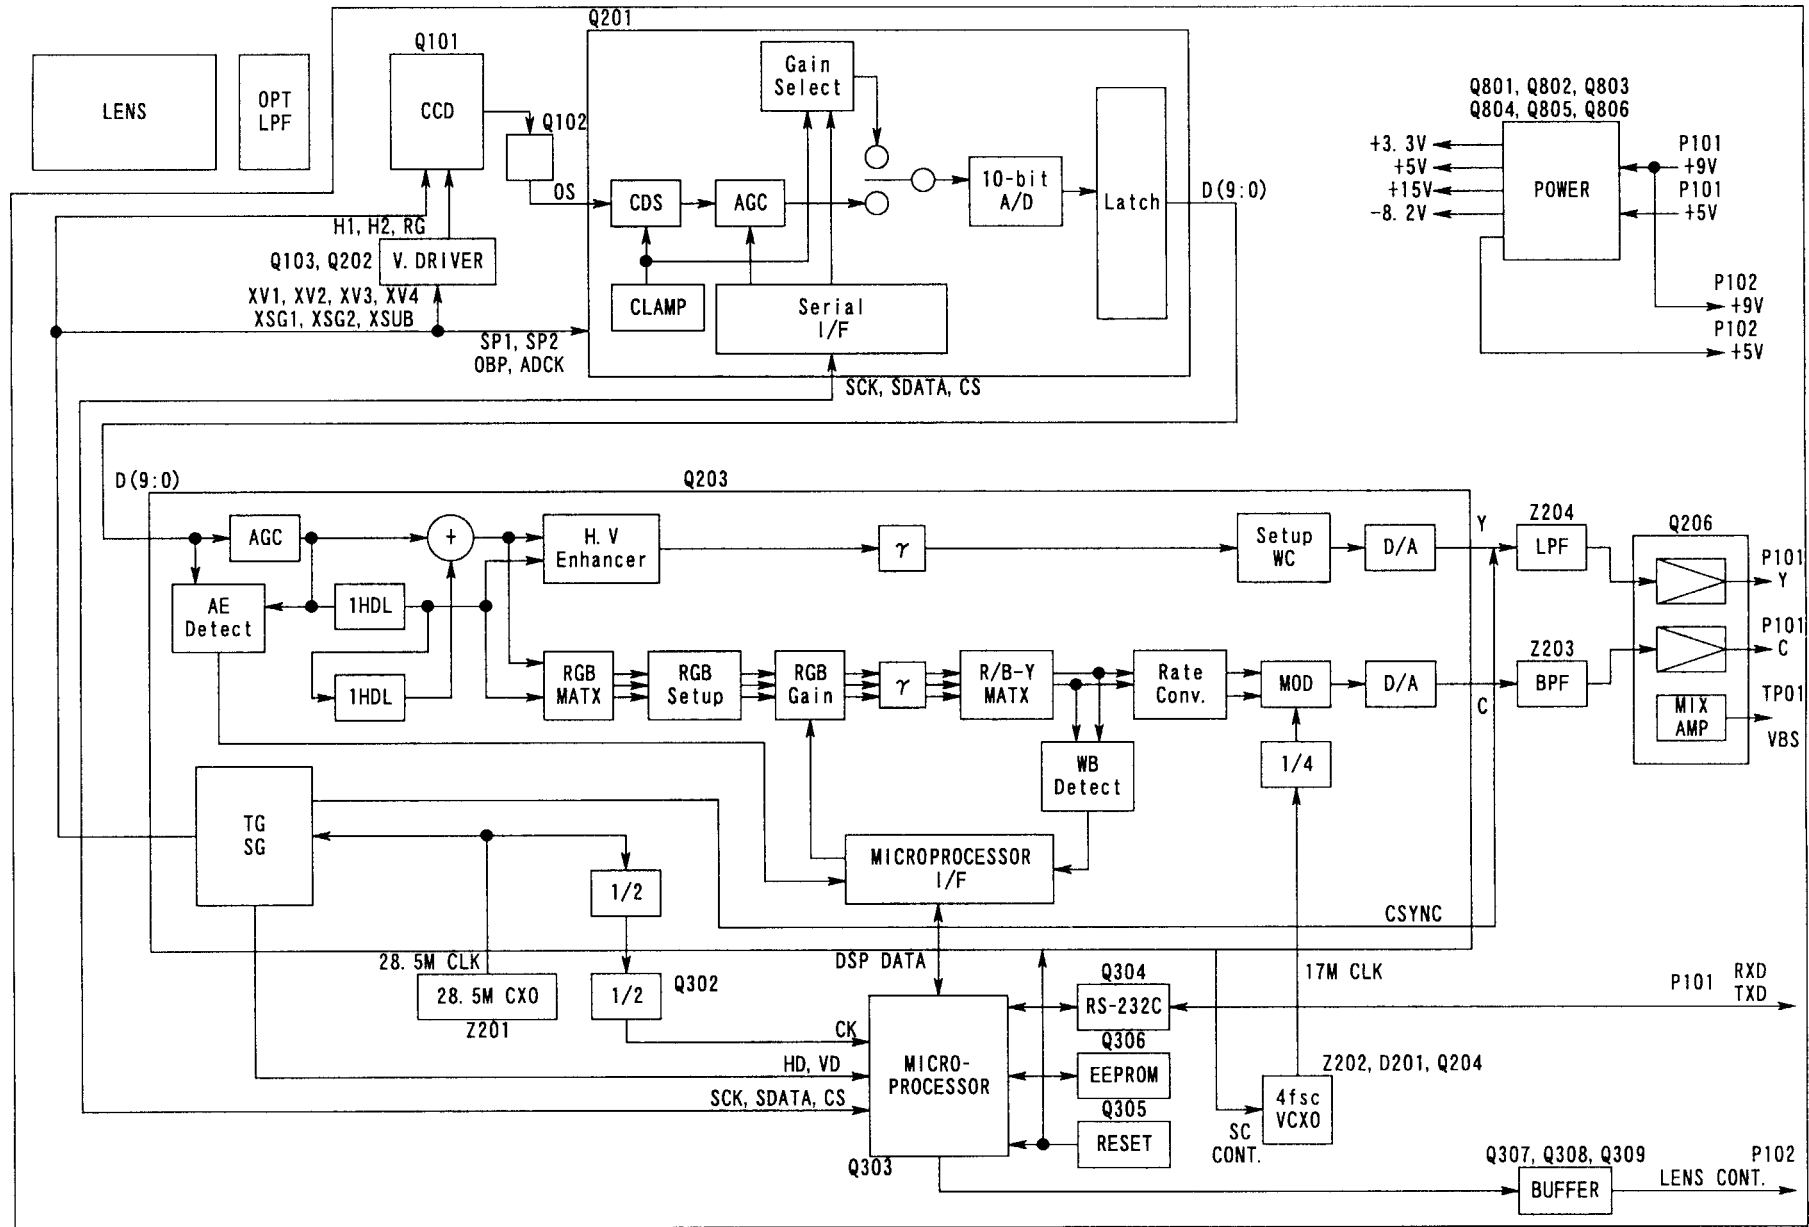 Q201
Q101
LENS
OPT
LPF
CCD
Q102
Gain
Select
OS
CDS
AGC
10-bit
A/D
Latch
D(9:0)
CLAMP
Serial
I/F
H1, H2, RG
Q103, Q202
V. DRIVER
XV1, XV2, XV3, XV4
XSG1, XSG2, XSUB
SP1, SP2
OBP, ADCK
SCK, SDATA, CS
Q801, Q802, Q803
Q804, Q805, Q806
+3. 3V
+5V
+15V
-8. 2V
POWER
P101
+9V
P101
+5V
P102
+9V
P102
+5V
D(9:0)
Q203
AGC
+
H. V
Enhancer
γ
Setup
WC
D/A
Y
Z204
LPF
Q206
P101
Y
AE
Detect
1HDL
1HDL
RGB
MATX
RGB
Setup
RGB
Gain
γ
R/B-Y
MATX
Rate
Conv.
MOD
D/A
C
Z203
BPF
P101
C
MIX
AMP
TP01
VBS
WB
Detect
1/4
TG
SG
MICROPROCESSOR
I/F
1/2
CSYNC
28. 5M CLK
28. 5M CXO
Z201
1/2
Q302
DSP DATA
17M CLK
Q304
RS-232C
P101
RXD
TXD
CK
HD, VD
SCK, SDATA, CS
MICRO-
PROCESSOR
Q303
Q306
EEPROM
Q305
RESET
Z202, D201, Q204
4fsc
VCXO
SC
CONT.
Q307, Q308, Q309
BUFFER
P102
LENS CONT.